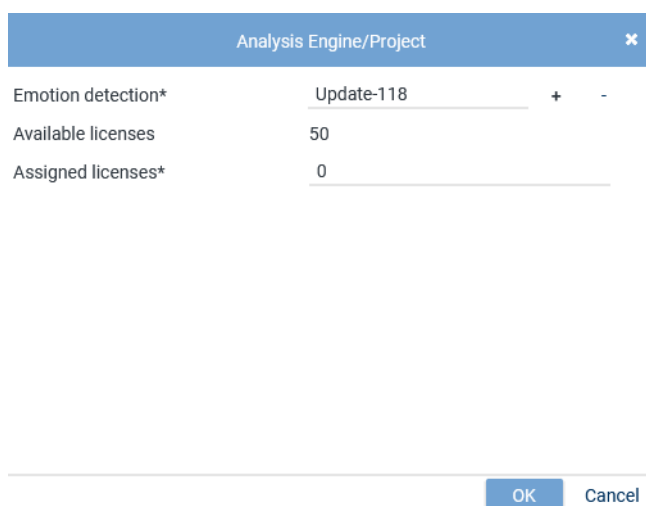 Analysis Engine/Project ✖
Emotion detection* Update-118 + -
Available licenses 50
Assigned licenses* 0
OK Cancel